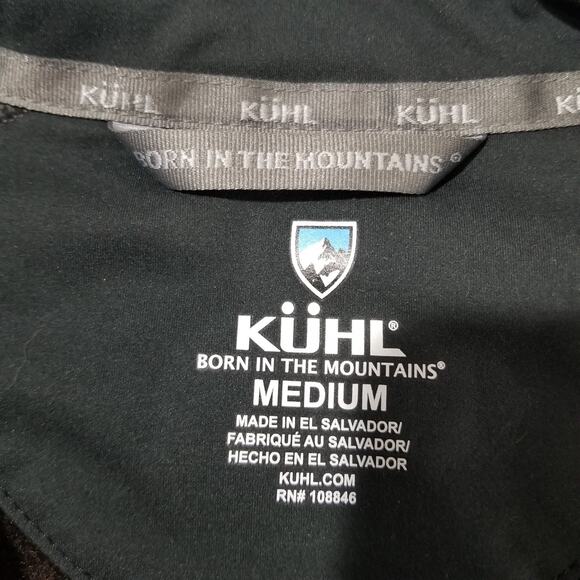 KÜHL KÜHL KÜHL
BORN IN THE MOUNTAINS®
KÜHL®
BORN IN THE MOUNTAINS®
MEDIUM
MADE IN EL SALVADOR/
FABRIQUÉ AU SALVADOR/
HECHO EN EL SALVADOR
KUHL.COM
RN# 108846